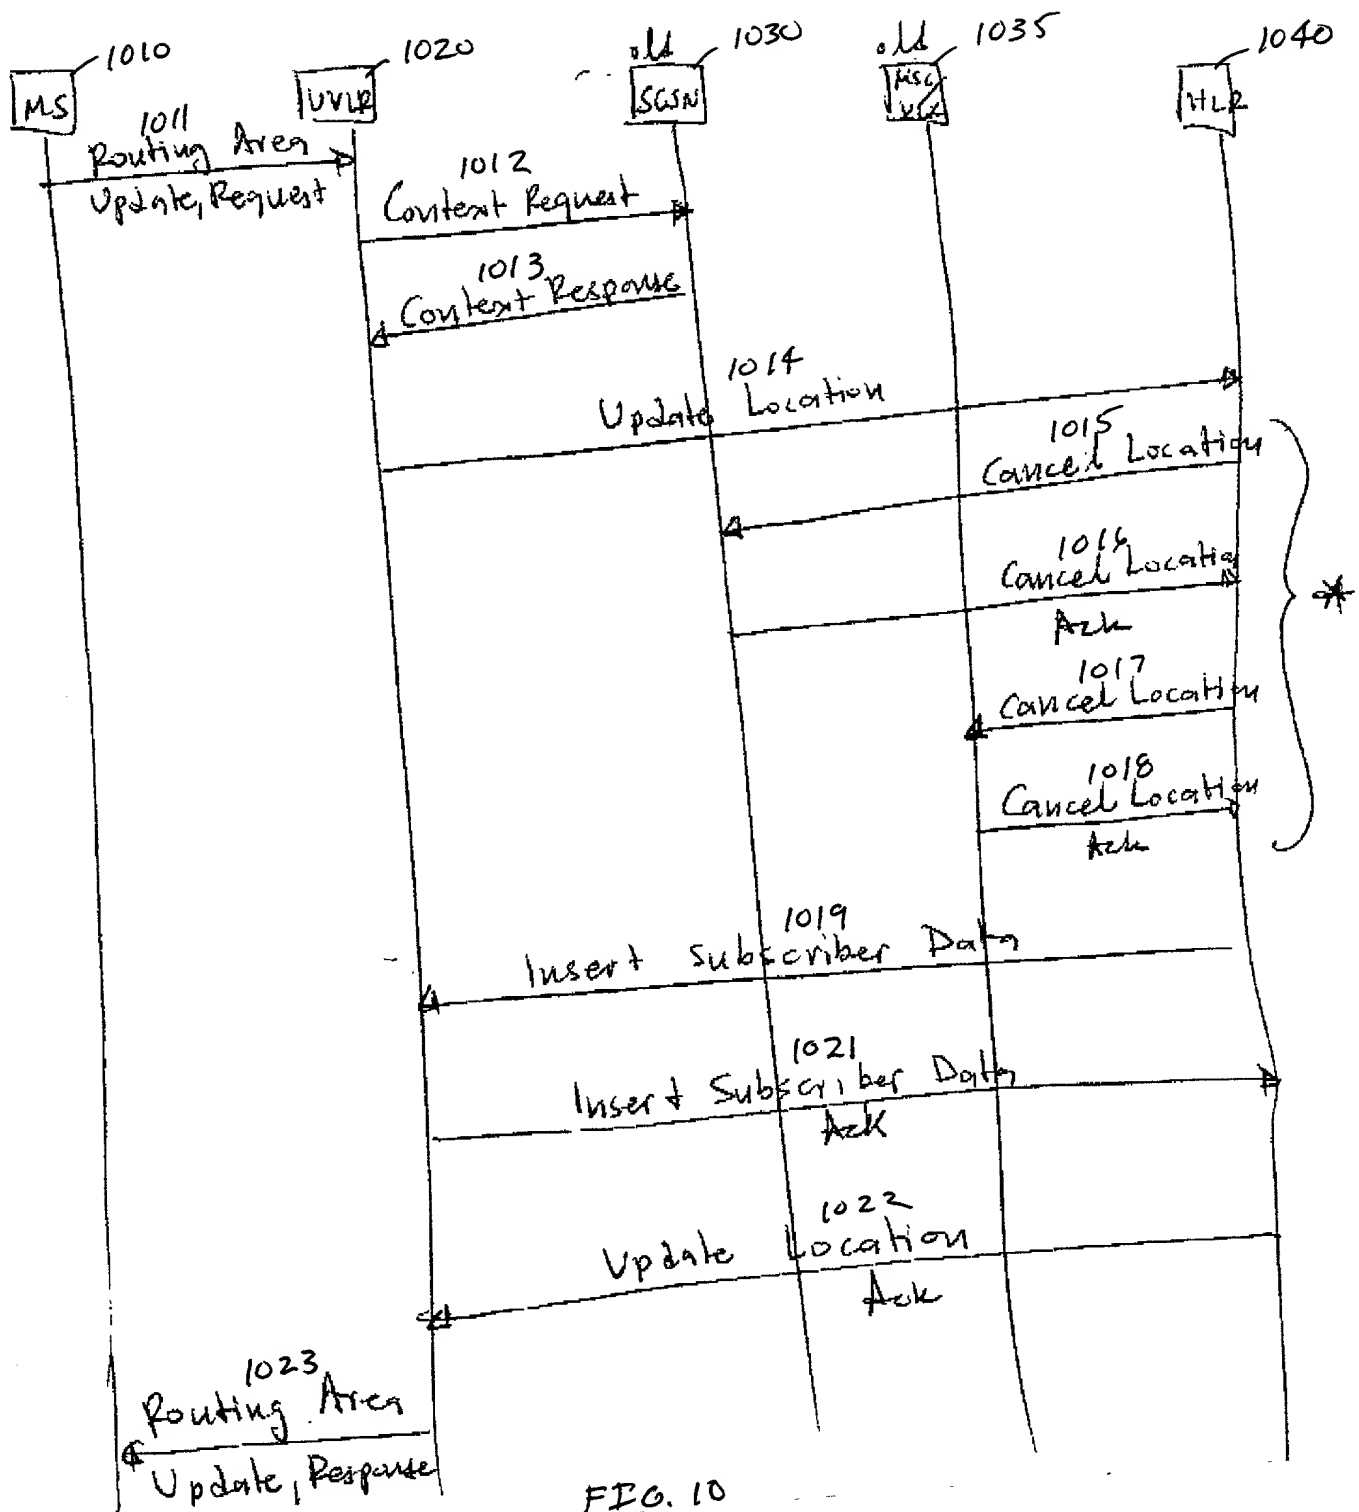 1010
1020
old
1030
old
1035
1040
MS
UVLR
SGSN
MSC
VLR
HLR
1011
Routing Area
Update, Request
1012
Context Request
1013
Context Response
1014
Update Location
1015
Cancel Location
1016
Cancel Location
Ack
*
1017
Cancel Location
1018
Cancel Location
Ack
1019
Insert Subscriber Data
1021
Insert Subscriber Data
Ack
1022
Update Location
Ack
1023
Routing Area
Update, Response
FIG. 10